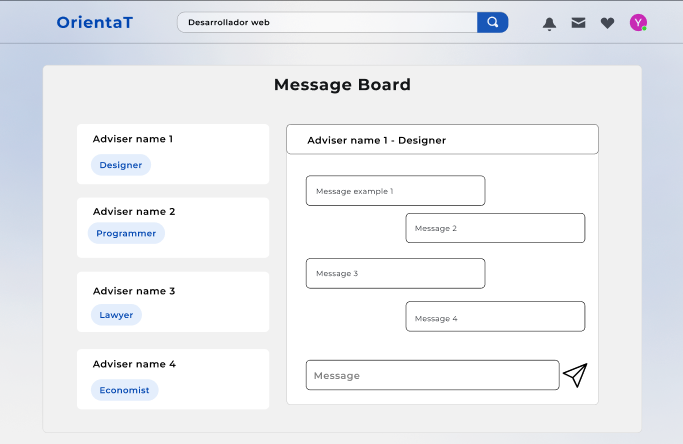 OrientaT
Desarrollador web
Y
Message Board
Adviser name 1
Designer
Adviser name 2
Programmer
Adviser name 3
Lawyer
Adviser name 4
Economist
Adviser name 1 - Designer
Message example 1
Message 2
Message 3
Message 4
Message